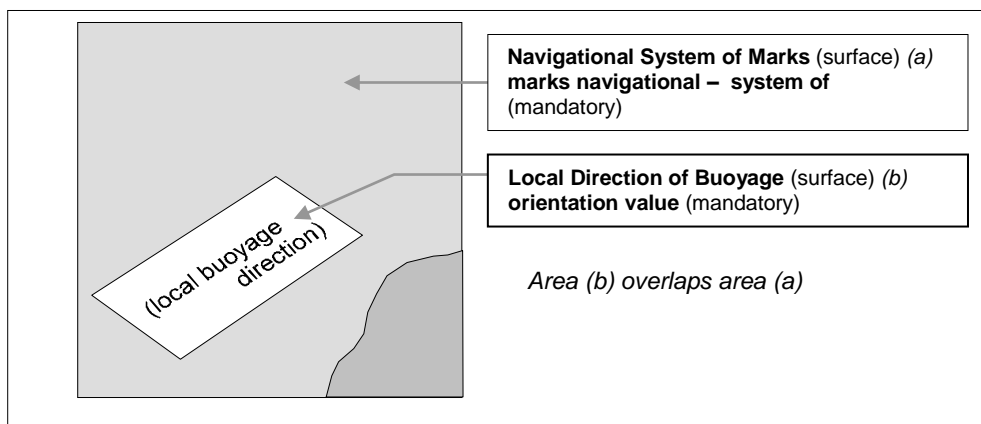 Navigational System of Marks (surface) (a)
marks navigational – system of
(mandatory)
Local Direction of Buoyage (surface) (b)
orientation value (mandatory)
(local buoyage
direction)
Area (b) overlaps area (a)